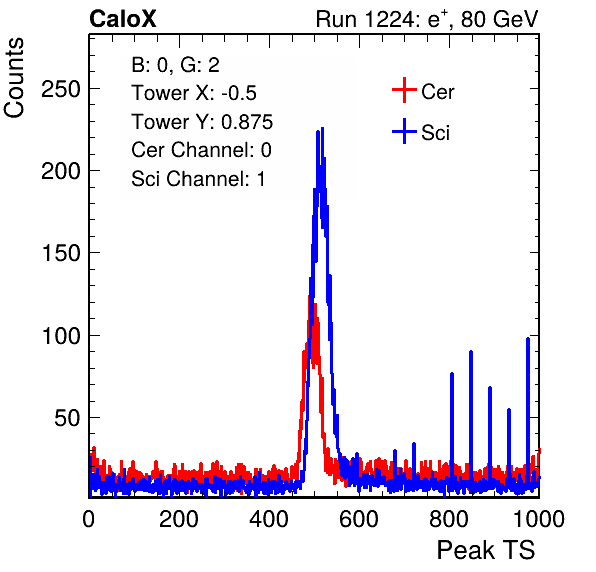 CaloX
Run 1224: e+, 80 GeV
Counts
B: 0, G: 2
Tower X: -0.5
Tower Y: 0.875
Cer Channel: 0
Sci Channel: 1
Cer
Sci
250
200
150
100
50
0 200 400 600 800 1000
Peak TS